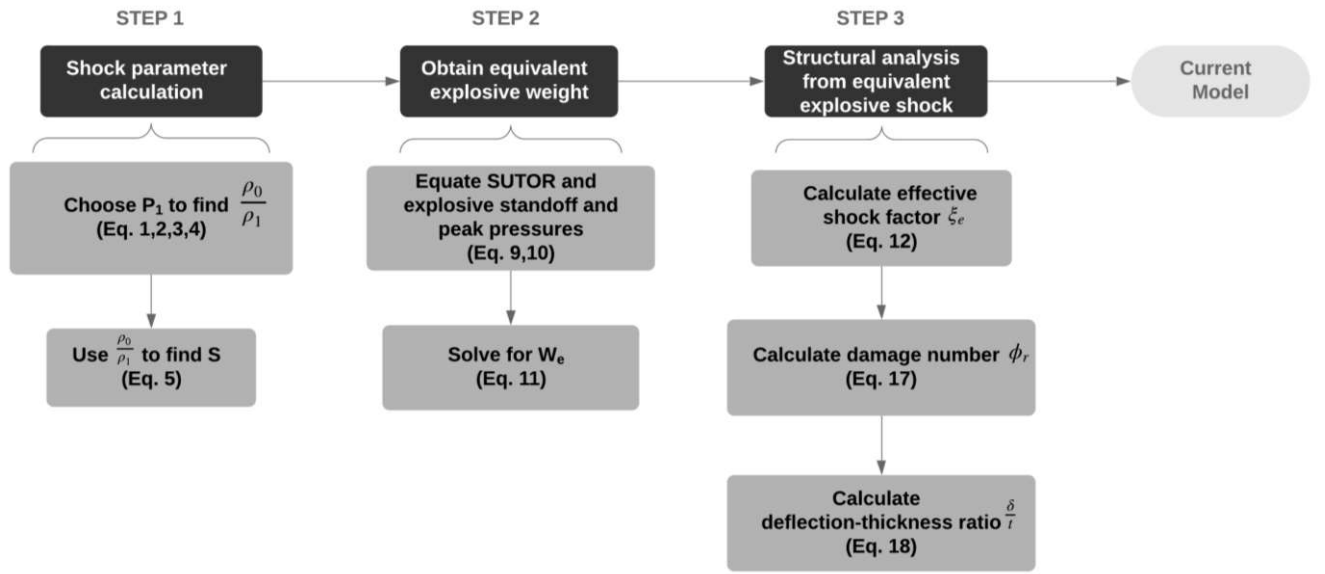 STEP 1
Shock parameter
calculation
Choose P₁ to find ρ₀/ρ₁
(Eq. 1,2,3,4)
Use ρ₀/ρ₁ to find S
(Eq. 5)
STEP 2
Obtain equivalent
explosive weight
Equate SUTOR and
explosive standoff and
peak pressures
(Eq. 9,10)
Solve for Wₑ
(Eq. 11)
STEP 3
Structural analysis
from equivalent
explosive shock
Calculate effective
shock factor ξₑ
(Eq. 12)
Calculate damage number ϕᵣ
(Eq. 17)
Calculate
deflection-thickness ratio δ/t
(Eq. 18)
Current
Model